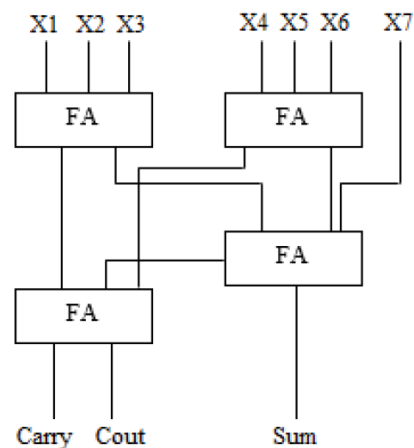 X1 X2 X3 X4 X5 X6 X7
FA FA
FA
FA
Carry Cout Sum